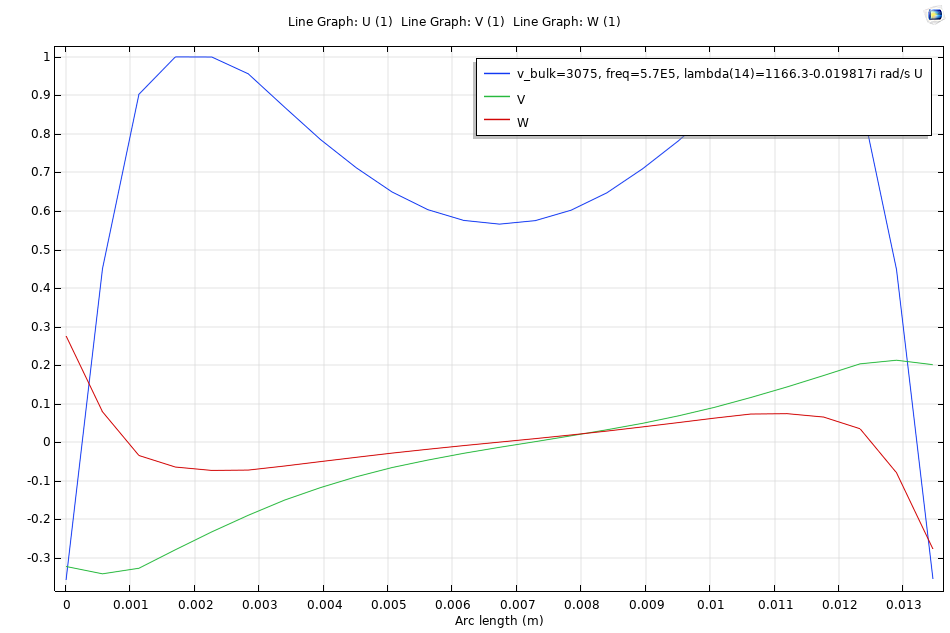 Line Graph: U (1) Line Graph: V (1) Line Graph: W (1)
v_bulk=3075, freq=5.7E5, lambda(14)=1166.3-0.019817i rad/s U
V
W
1
0.9
0.8
0.7
0.6
0.5
0.4
0.3
0.2
0.1
0
-0.1
-0.2
-0.3
0 0.001 0.002 0.003 0.004 0.005 0.006 0.007 0.008 0.009 0.01 0.011 0.012 0.013
Arc length (m)